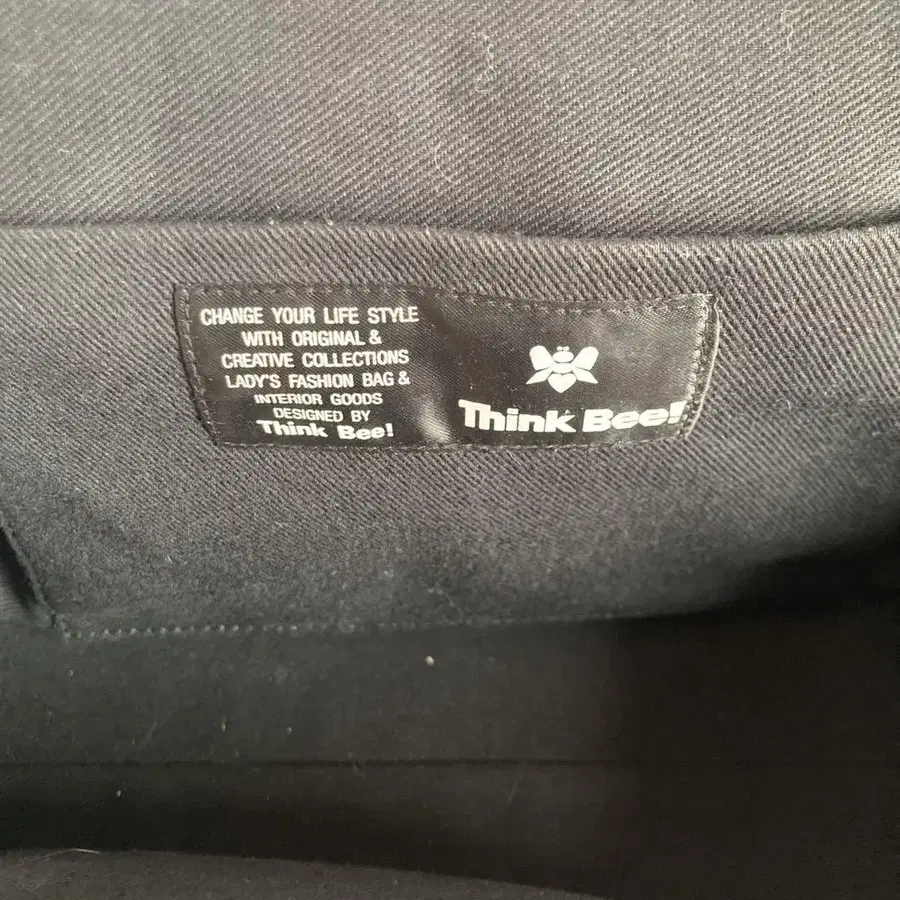 CHANGE YOUR LIFE STYLE
WITH ORIGINAL &
CREATIVE COLLECTIONS
LADY'S FASHION BAG &
INTERIOR GOODS
DESIGNED BY
Think Bee!
Think Bee!